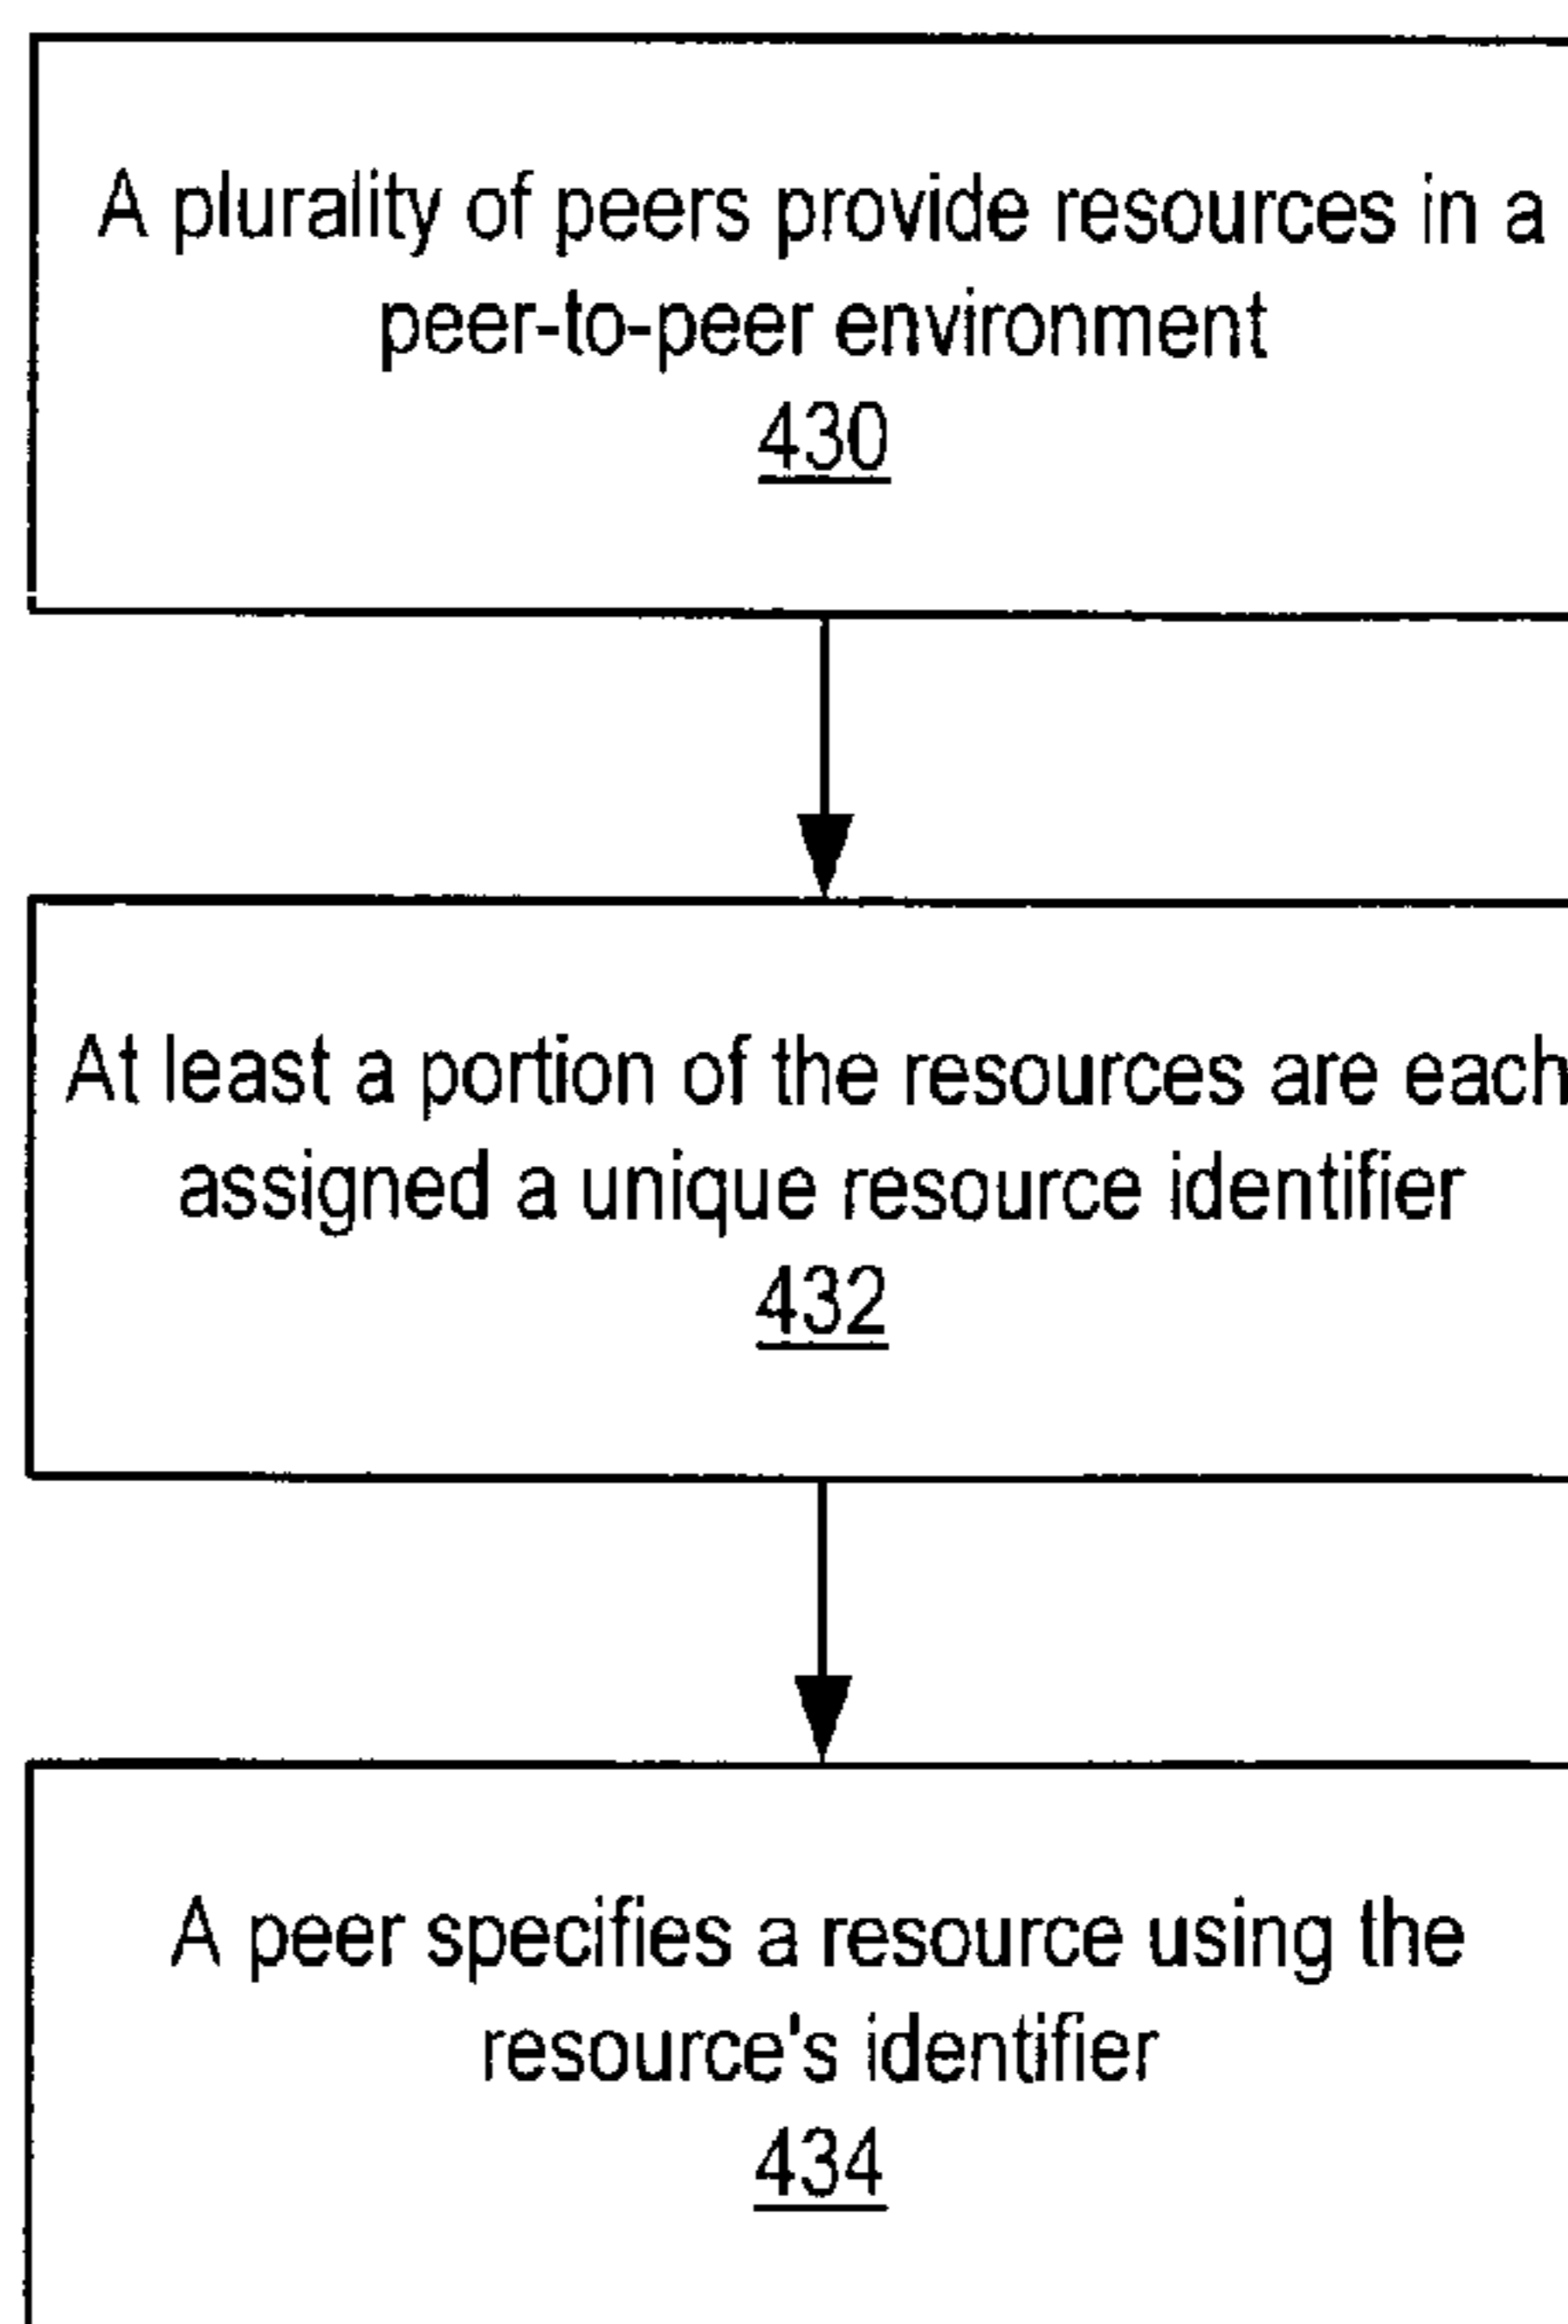 A plurality of peers provide resources in a
peer-to-peer environment
430
At least a portion of the resources are each
assigned a unique resource identifier
432
A peer specifies a resource using the
resource's identifier
434